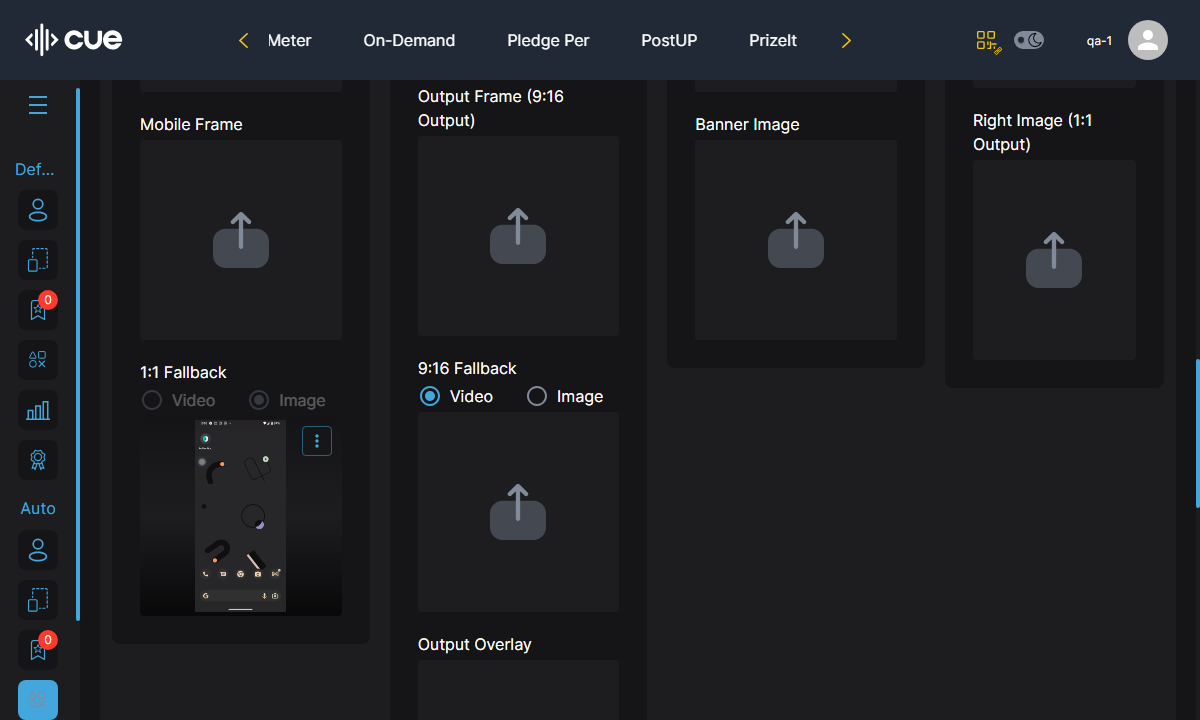 cue
Meter
On-Demand
Pledge Per
PostUP
PrizeIt
qa-1
Def...
0
Auto
0
Mobile Frame
1:1 Fallback
Video
Image
G
Output Frame (9:16
Output)
9:16 Fallback
Video
Image
Output Overlay
Banner Image
Right Image (1:1
Output)